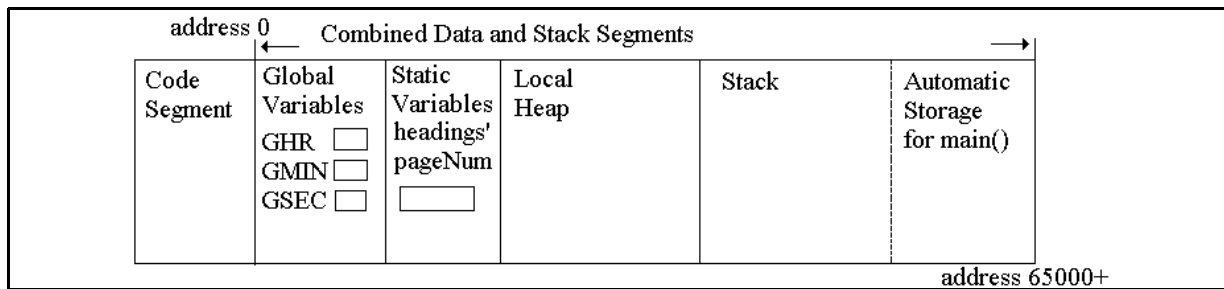 address 0
Combined Data and Stack Segments
Code
Segment
Global
Variables
GHR
GMIN
GSEC
Static
Variables
headings'
pageNum
Local
Heap
Stack
Automatic
Storage
for main()
address 65000+